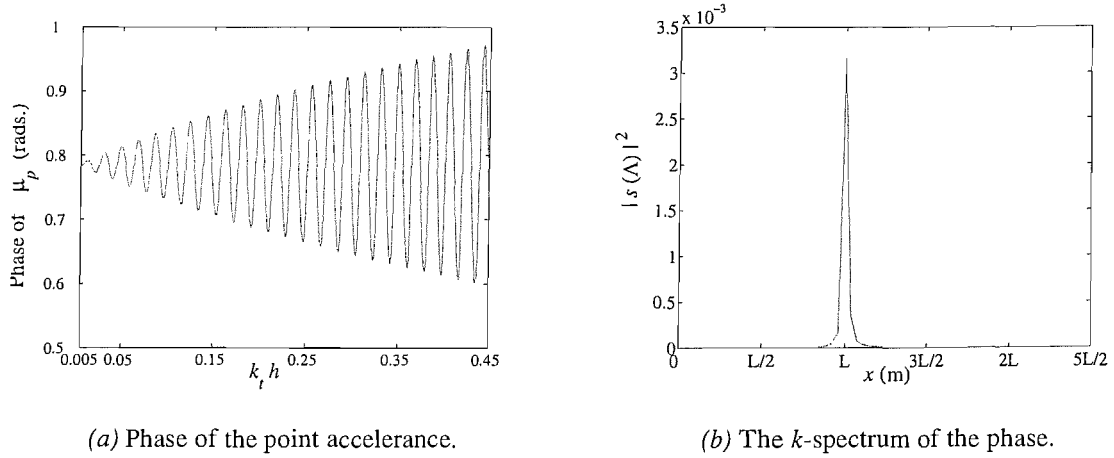 1
0.9
0.8
0.7
0.6
0.5
Phase of μp (rads.)
0.005 0.05 0.15 0.25 0.35 0.45
kt h
(a) Phase of the point accelerance.
3.5 x 10⁻³
3
2.5
2
1.5
1
0.5
0
| s (Λ) | 2
0 L/2 L 3L/2 2L 5L/2
x (m)
(b) The k-spectrum of the phase.